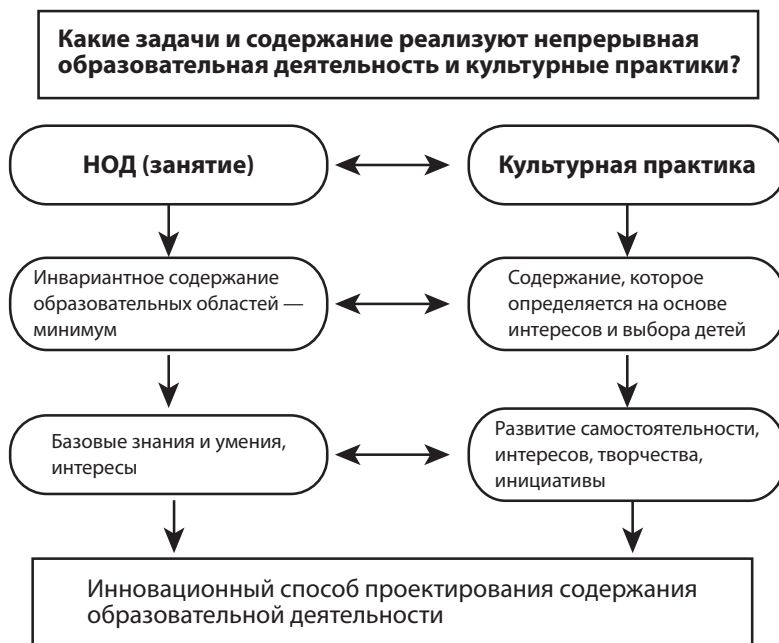 Какие задачи и содержание реализуют непрерывная
образовательная деятельность и культурные практики?
НОД (занятие)
Культурная практика
Инвариантное содержание
образовательных областей —
минимум
Содержание, которое
определяется на основе
интересов и выбора детей
Базовые знания и умения,
интересы
Развитие самостоятельности,
интересов, творчества,
инициативы
Инновационный способ проектирования содержания
образовательной деятельности